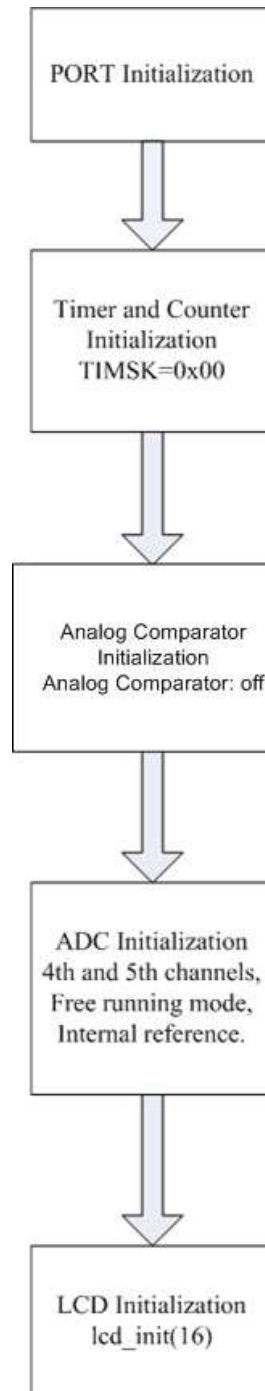 PORT Initialization
Timer and Counter
Initialization
TIMSK=0x00
Analog Comparator
Initialization
Analog Comparator: off
ADC Initialization
4th and 5th channels,
Free running mode,
Internal reference.
LCD Initialization
lcd_init(16)